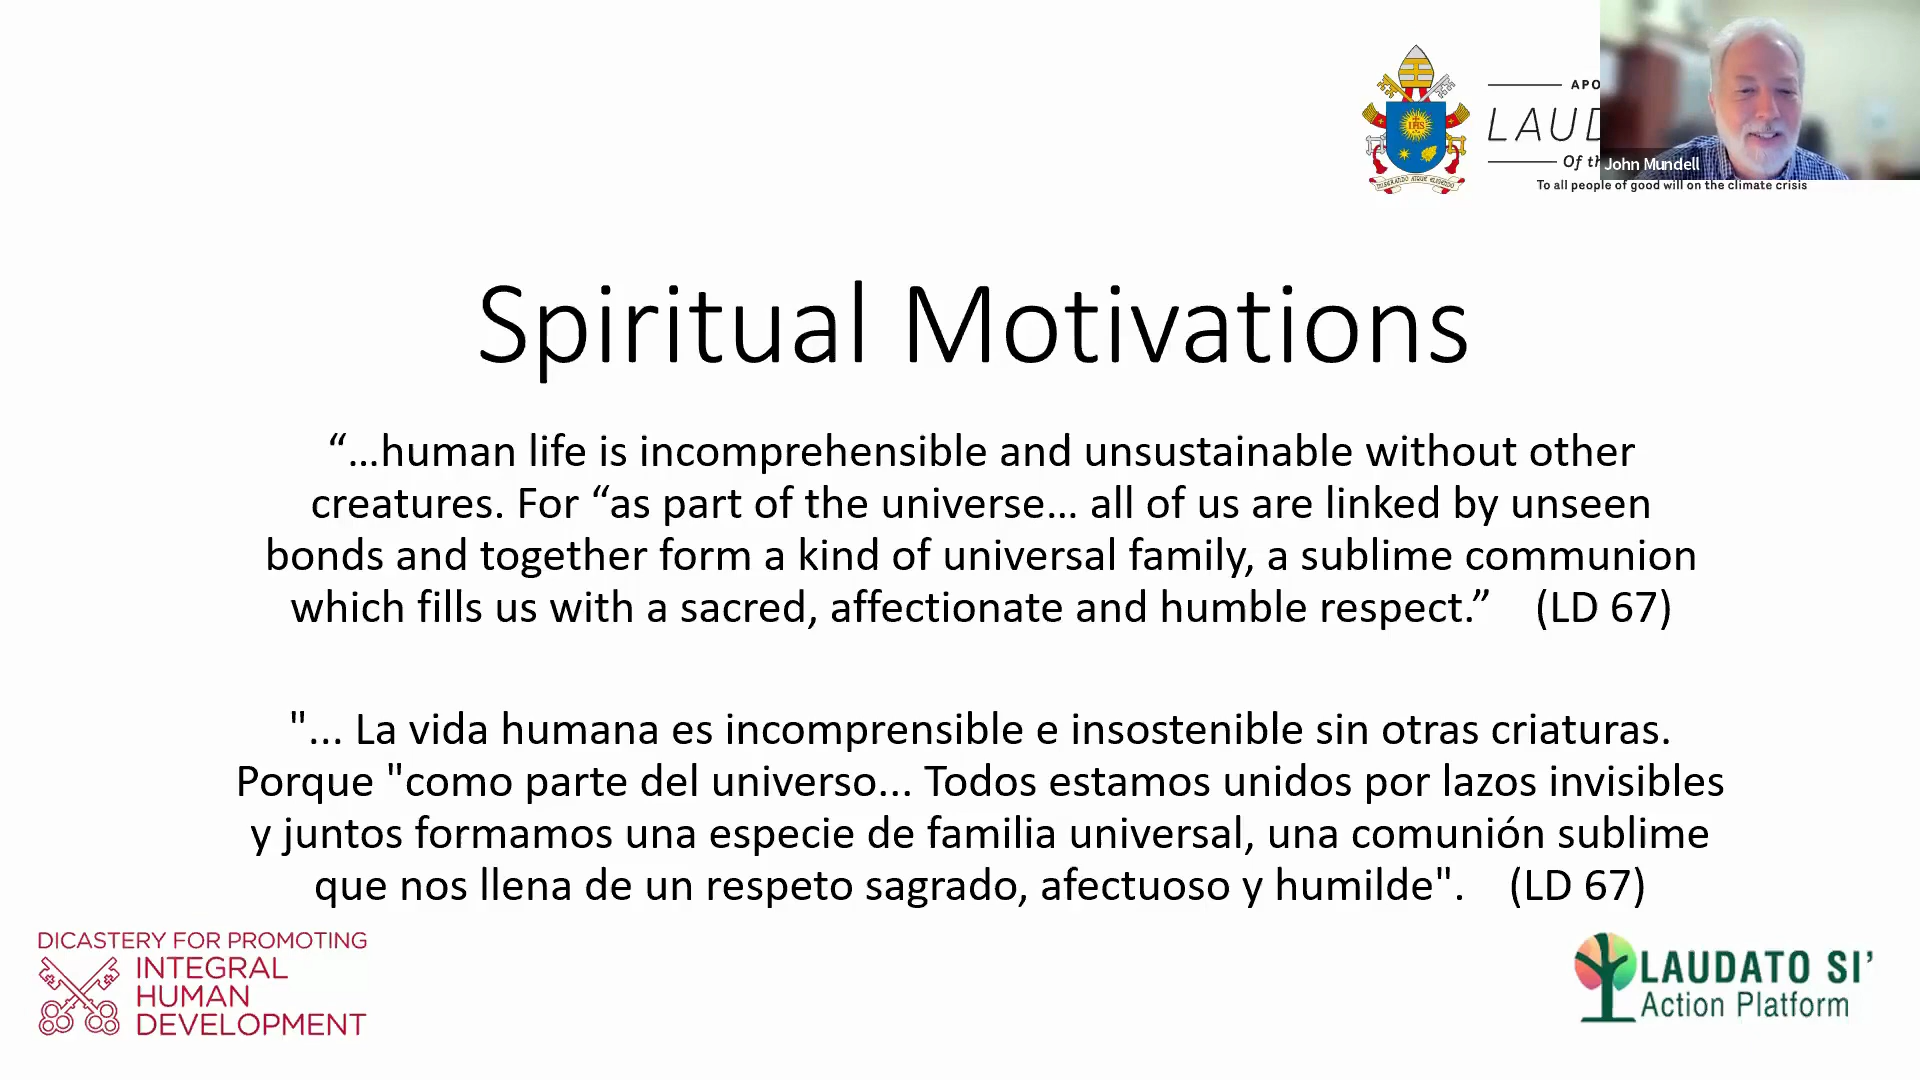 APO
LAUD
Of th
To all people of good will on the climate crisis
John Mundell
Spiritual Motivations
“…human life is incomprehensible and unsustainable without other
creatures. For “as part of the universe… all of us are linked by unseen
bonds and together form a kind of universal family, a sublime communion
which fills us with a sacred, affectionate and humble respect.” (LD 67)
"... La vida humana es incomprensible e insostenible sin otras criaturas.
Porque "como parte del universo... Todos estamos unidos por lazos invisibles
y juntos formamos una especie de familia universal, una comunión sublime
que nos llena de un respeto sagrado, afectuoso y humilde". (LD 67)
DICASTERY FOR PROMOTING
INTEGRAL
HUMAN
DEVELOPMENT
LAUDATO SI’
Action Platform